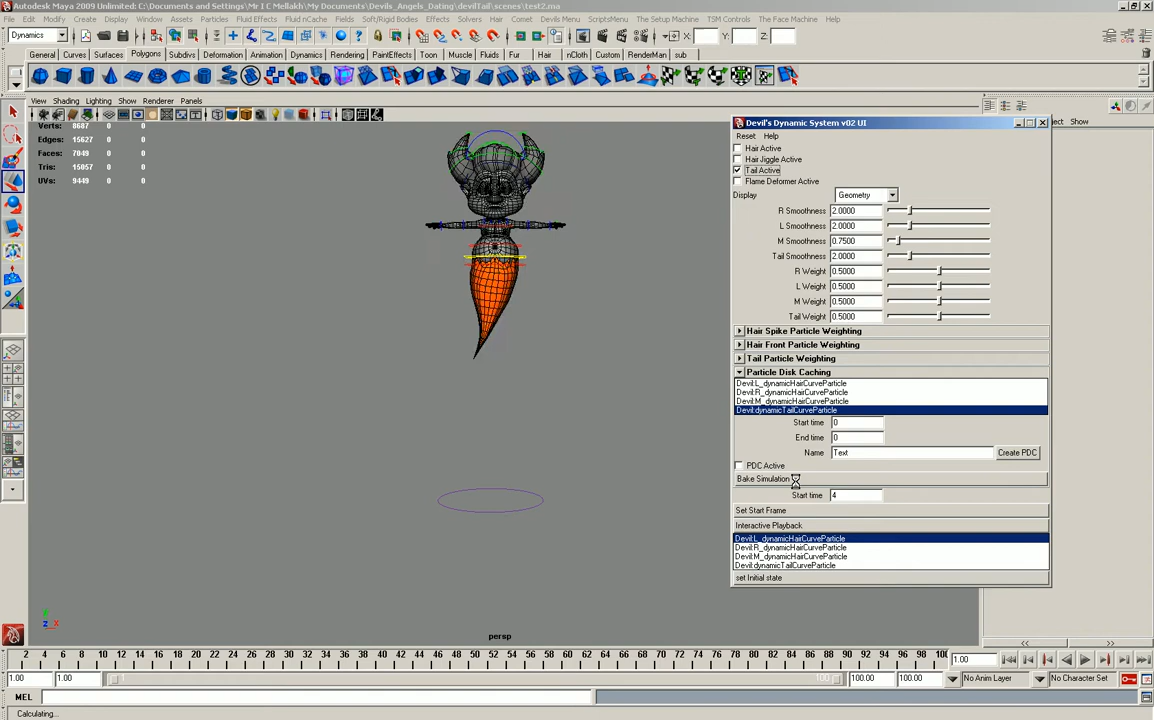 Autodesk Maya 2009 Unlimited: C:\Documents and Settings\Mr I C Mellakh\My Documents\Devils_Angels_Dating\devilTail\scenes\test2.ma
File Edit Modify Create Display Window Assets Particles Fluid Effects Fluid nCache Fields Soft/Rigid Bodies Effects Solvers Hair Comet Devils Menu ScriptsMenu The Setup Machine TSM Controls The Face Machine Help
Dynamics X: Y: Z:
General Curves Surfaces Polygons Subdivs Deformation Animation Dynamics Rendering PaintEffects Toon Muscle Fluids Fur Hair nCloth Custom RenderMan
View Shading Lighting Show Renderer Panels
Verts: 8687 0 0
Edges: 15627 0 0
Faces: 7049 0 0
Tris: 15057 0 0
UVs: 9449 0 0
Devil's Dynamic System v02 UI
Reset Help
Hair Active
Hair Jiggle Active
Tail Active
Flame Deformer Active
Display Geometry
R Smoothness 2.0000
L Smoothness 2.0000
M Smoothness 0.7500
Tail Smoothness 2.0000
R Weight 0.5000
L Weight 0.5000
M Weight 0.5000
Tail Weight 0.5000
Hair Spike Particle Weighting
Hair Front Particle Weighting
Tail Particle Weighting
Particle Disk Caching
Devil:L_dynamicHairCurveParticle
Devil:R_dynamicHairCurveParticle
Devil:M_dynamicHairCurveParticle
Devil:dynamicTailCurveParticle
Start time 0
End time 0
Name Text Create PDC
PDC Active
Bake Simulation
Start time 4
Set Start Frame
Interactive Playback
Devil:L_dynamicHairCurveParticle
Devil:R_dynamicHairCurveParticle
Devil:M_dynamicHairCurveParticle
Devil:dynamicTailCurveParticle
set Initial state
ject Show
persp
2 4 6 8 10 12 14 16 18 20 22 24 26 28 30 32 34 36 38 40 42 44 46 48 50 52 54 56 58 60 62 64 66 68 70 72 74 76 78 80 82 84 86 88 90 92 94 96 98 100 1.00
1.00 1.00 100 100.00 100.00 No Anim Layer No Character Set
MEL
Calculating...